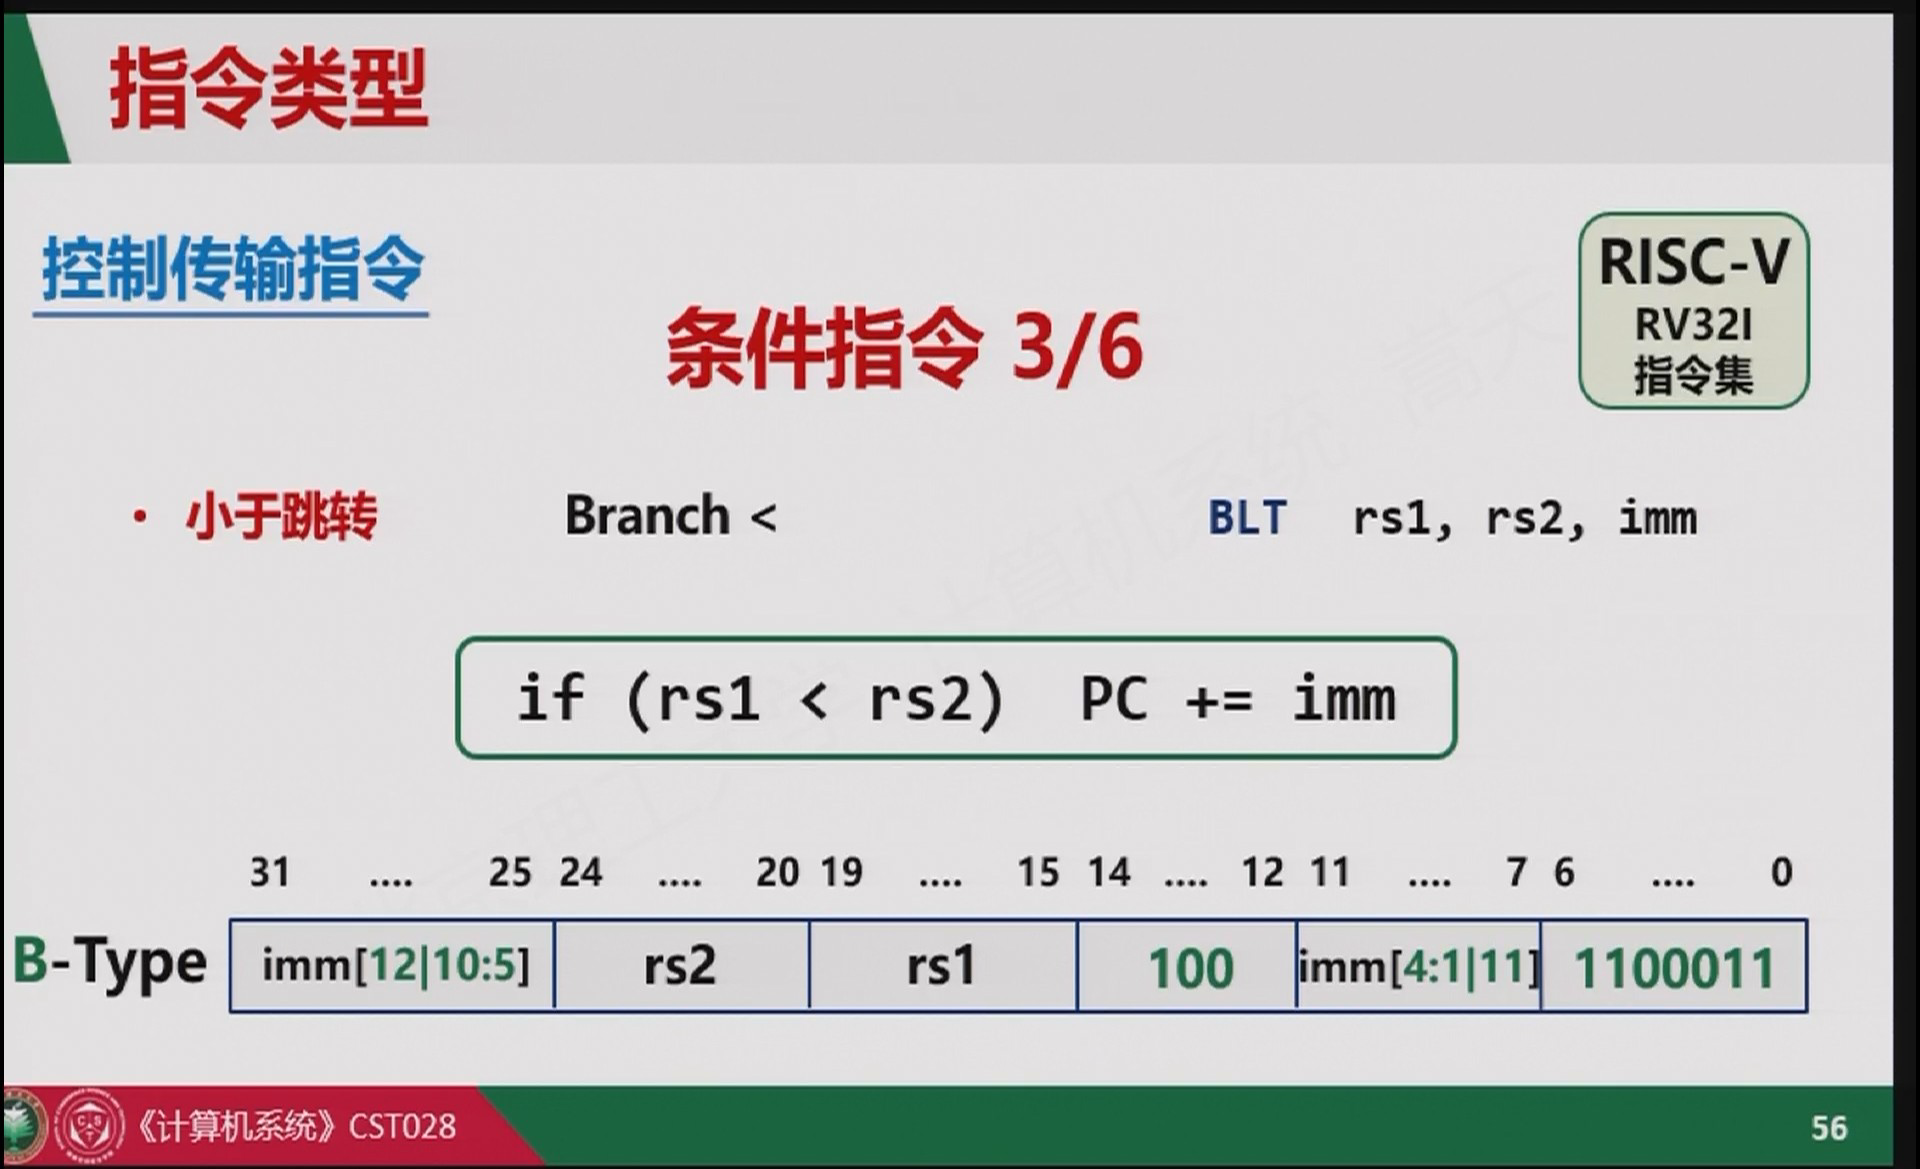 指令类型
控制传输指令
RISC-V
RV32I
指令集
条件指令 3/6
• 小于跳转 Branch < BLT rs1, rs2, imm
if (rs1 < rs2) PC += imm
31 .... 25 24 .... 20 19 .... 15 14 .... 12 11 .... 7 6 .... 0
B-Type imm[12|10:5] rs2 rs1 100 imm[4:1|11] 1100011
《计算机系统》CST028
56